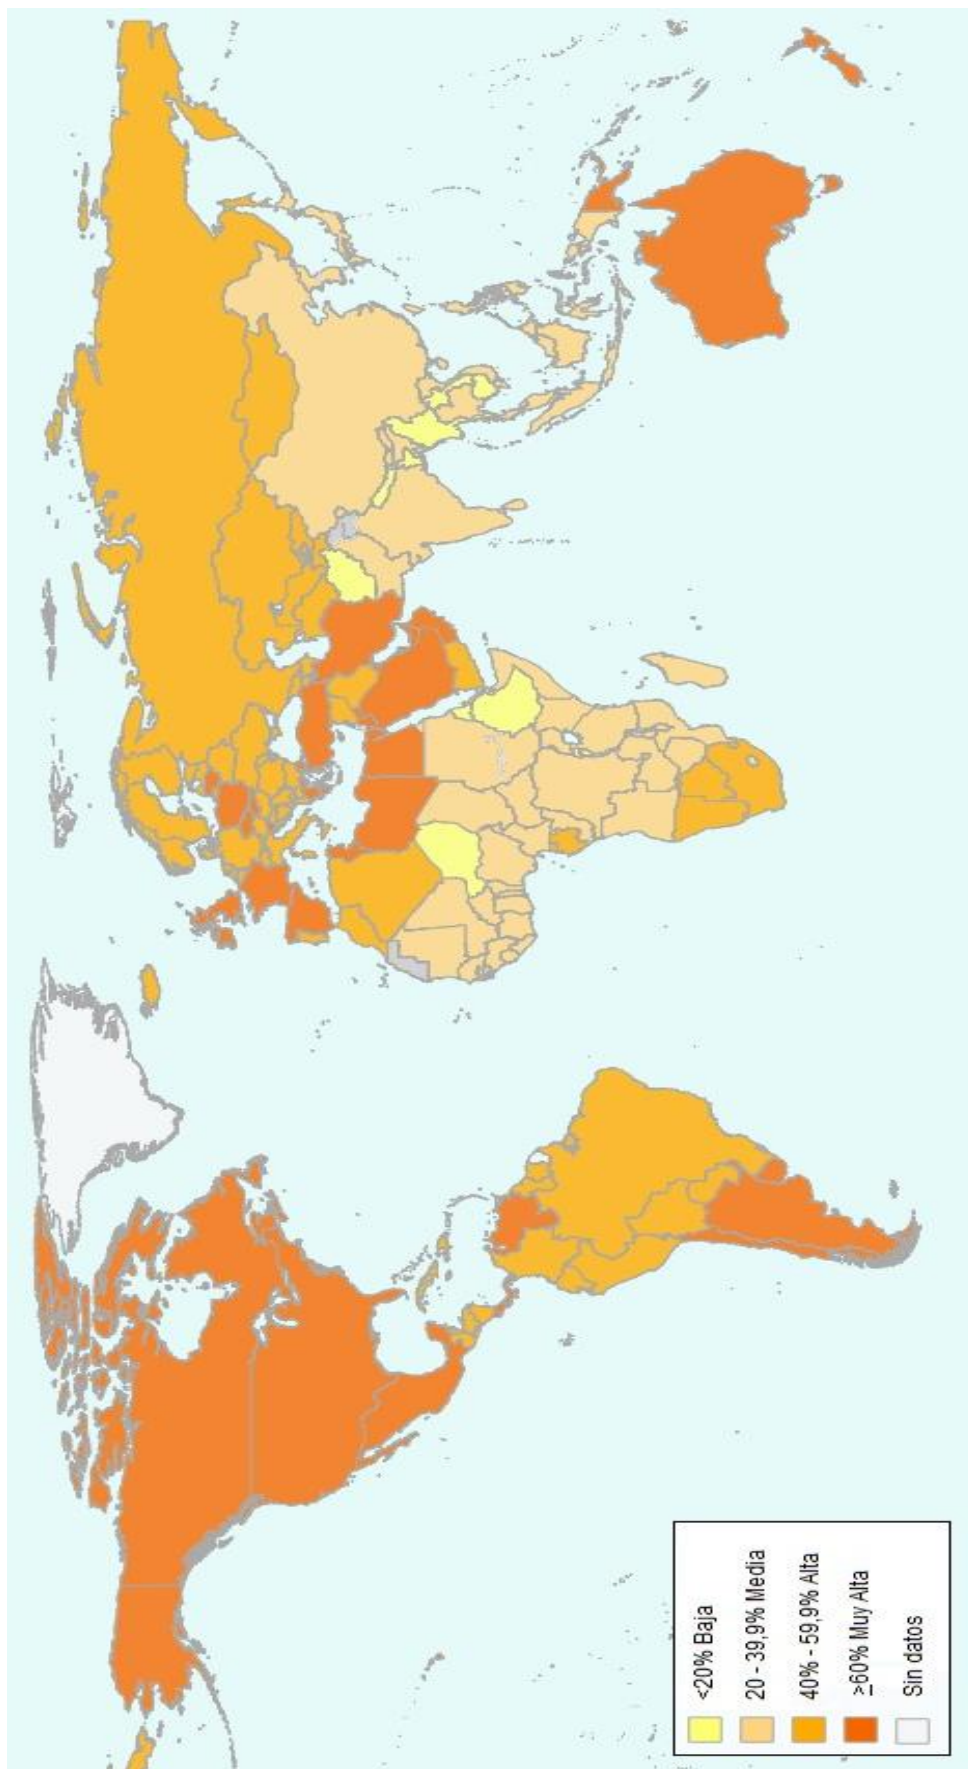 <20% Baja
20 - 39,9% Media
40% - 59,9% Alta
≥60% Muy Alta
Sin datos